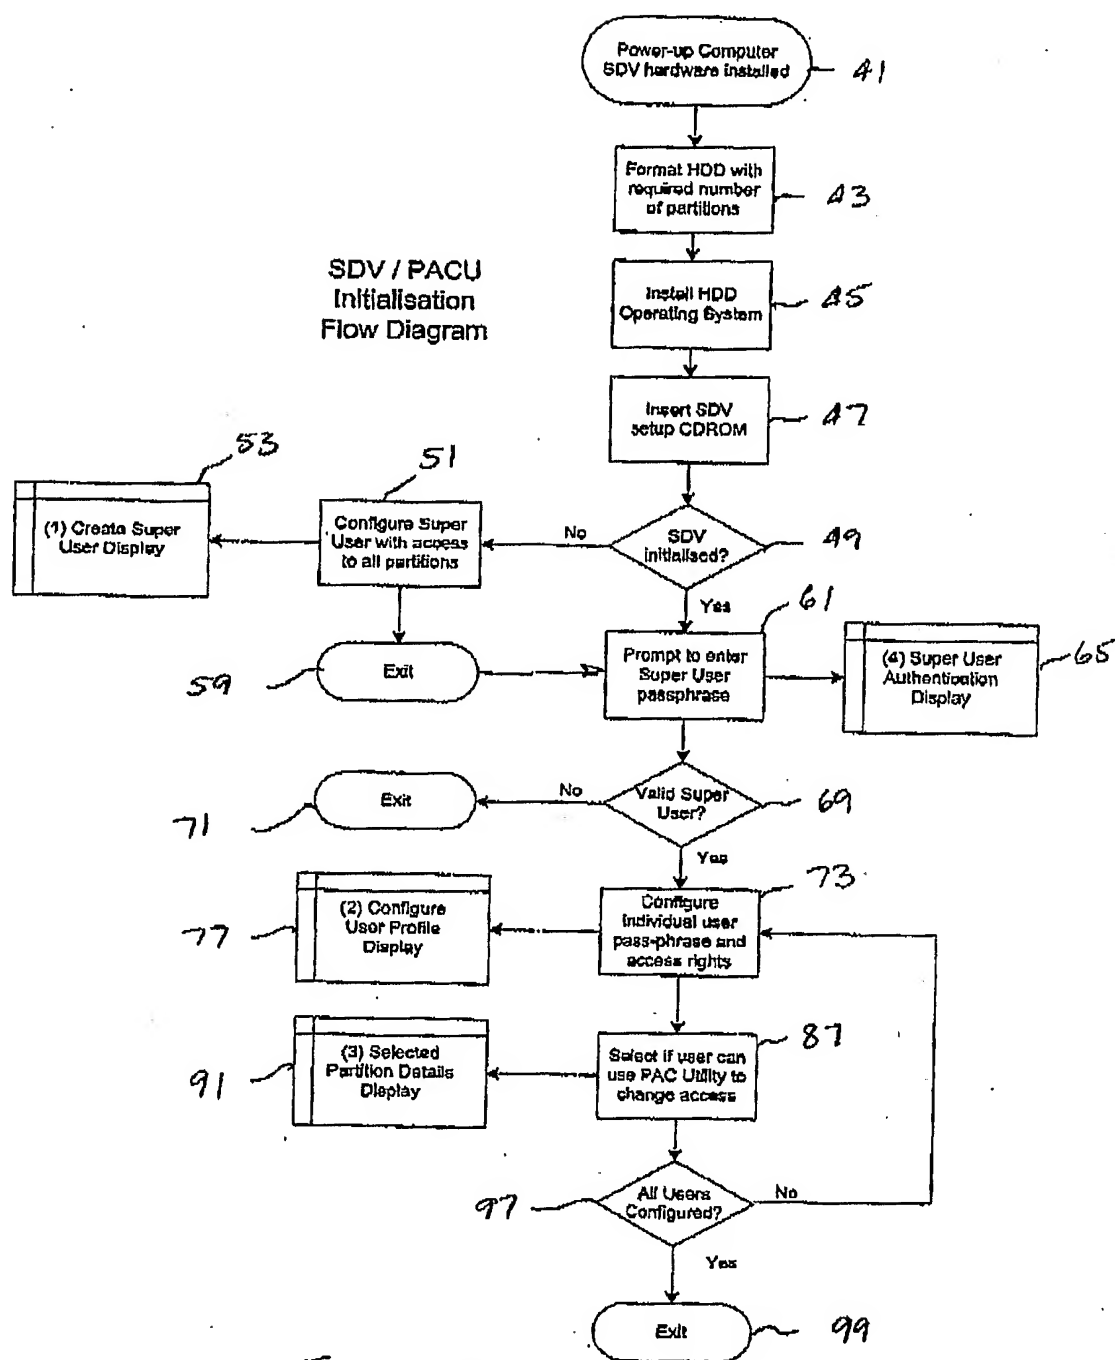 Power-up Computer
SDV hardware installed
41
Format HDD with
required number
of partitions
43
SDV / PACU
Initialisation
Flow Diagram
Install HDD
Operating System
45
Insert SDV
setup CDROM
47
53
(1) Create Super
User Display
51
Configure Super
User with access
to all partitions
No
SDV
initialised?
49
Yes
61
59
Exit
Prompt to enter
Super User
passphrase
(4) Super User
Authentication
Display
65
71
Exit
No
Valid Super
User?
69
Yes
73
77
(2) Configure
User Profile
Display
Configure
individual user
pass-phrase and
access rights
87
91
(3) Selected
Partition Details
Display
Select if user can
use PAC Utility to
change access
97
All Users
Configured?
No
Yes
Exit
99